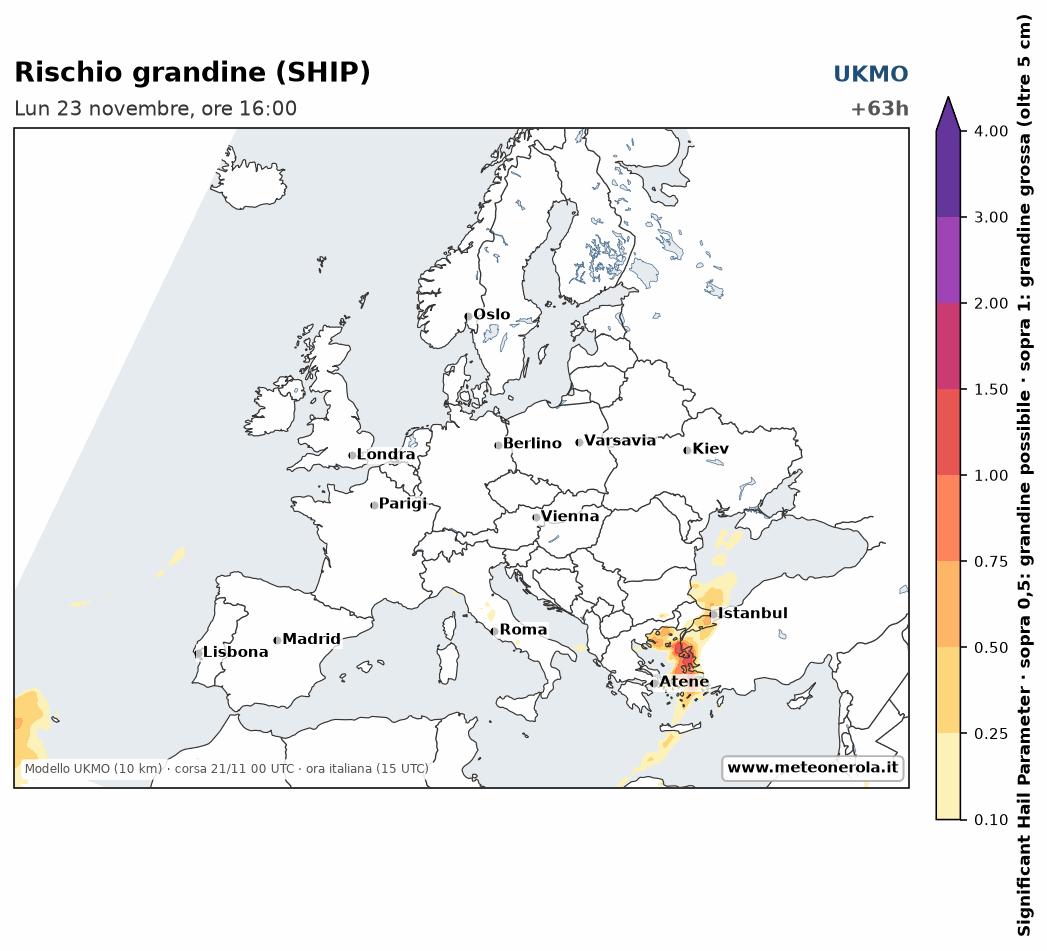 Rischio grandine (SHIP)
UKMO
Lun 23 novembre, ore 16:00
+63h
Oslo
Berlino
Varsavia
Kiev
Londra
Parigi
Vienna
Istanbul
Roma
Madrid
Lisbona
Atene
Modello UKMO (10 km) · corsa 21/11 00 UTC · ora italiana (15 UTC)
www.meteonerola.it
4.00
3.00
2.00
1.50
1.00
0.75
0.50
0.25
0.10
Significant Hail Parameter · sopra 0,5: grandine possibile · sopra 1: grandine grossa (oltre 5 cm)